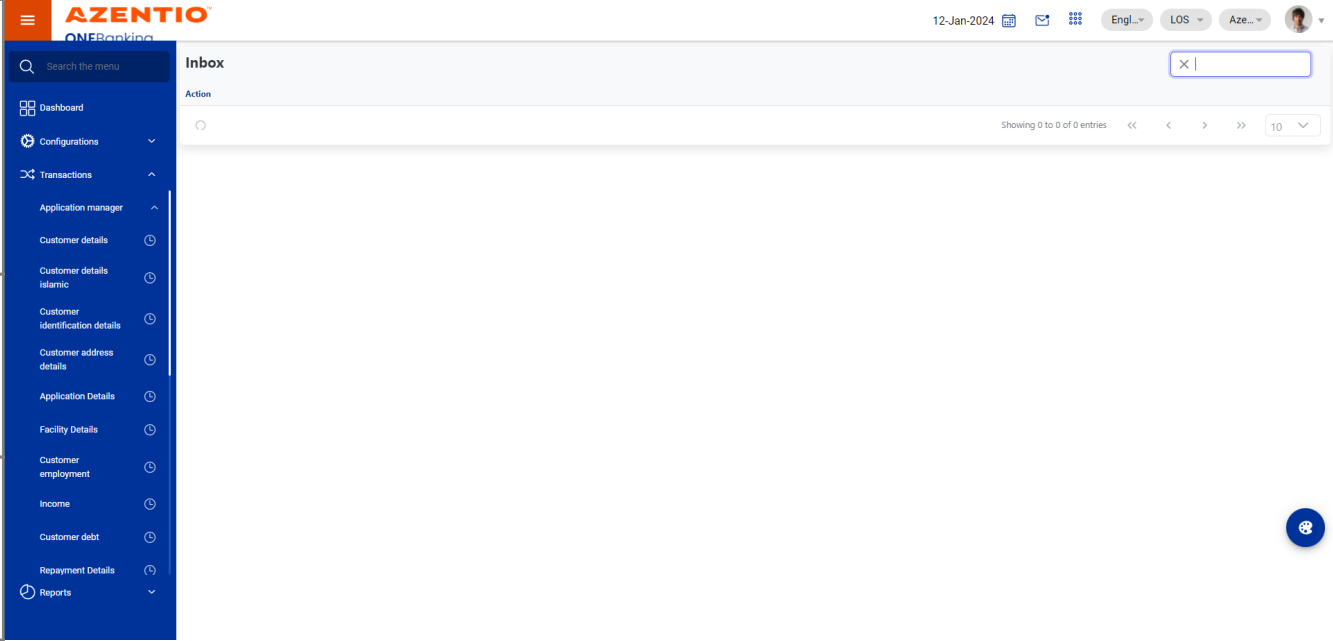 AZENTIO™
ONEBanking
12-Jan-2024
Engl...
LOS
Aze...
Search the menu
Dashboard
Configurations
Transactions
Application manager
Customer details
Customer details
islamic
Customer
identification details
Customer address
details
Application Details
Facility Details
Customer
employment
Income
Customer debt
Repayment Details
Reports
Inbox
Action
Showing 0 to 0 of 0 entries
10